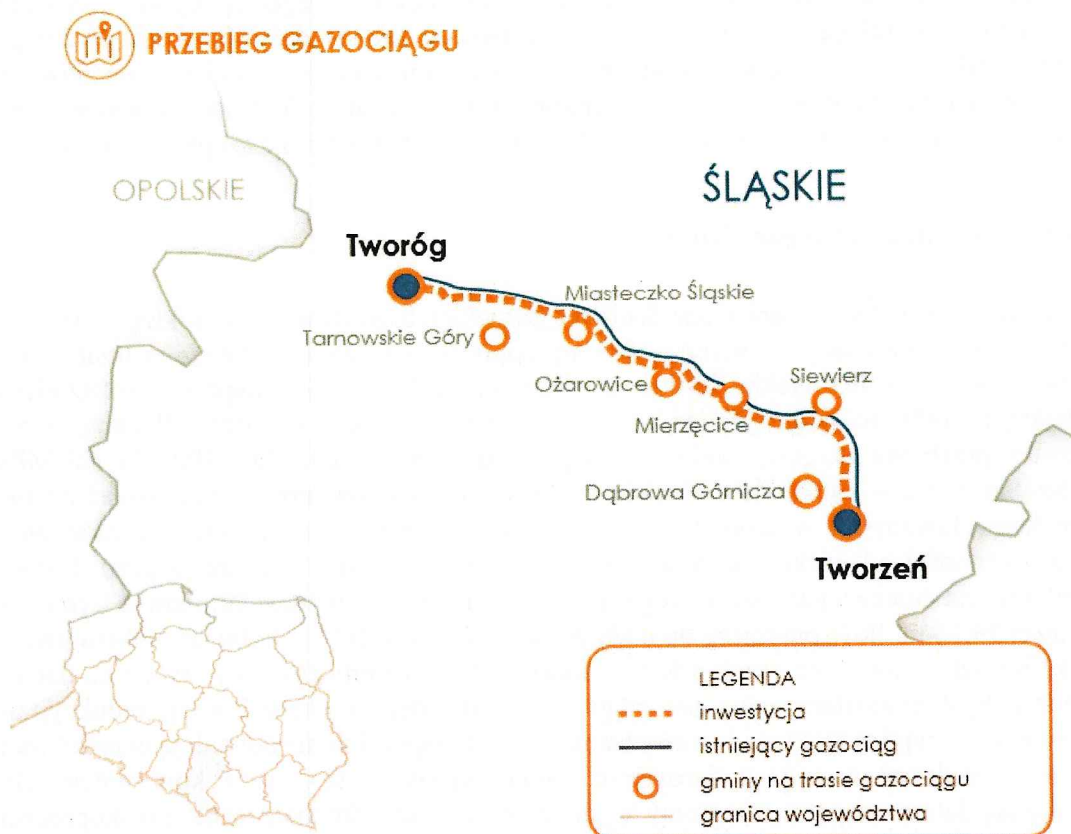 PRZEBIEG GAZOCIĄGU
OPOLSKIE
ŚLĄSKIE
Tworóg
Miasteczko Śląskie
Tarnowskie Góry
Ożarowice
Siewierz
Mierzęcice
Dąbrowa Górnicza
Tworzeń
LEGENDA
inwestycja
istniejący gazociąg
gminy na trasie gazociągu
granica województwa